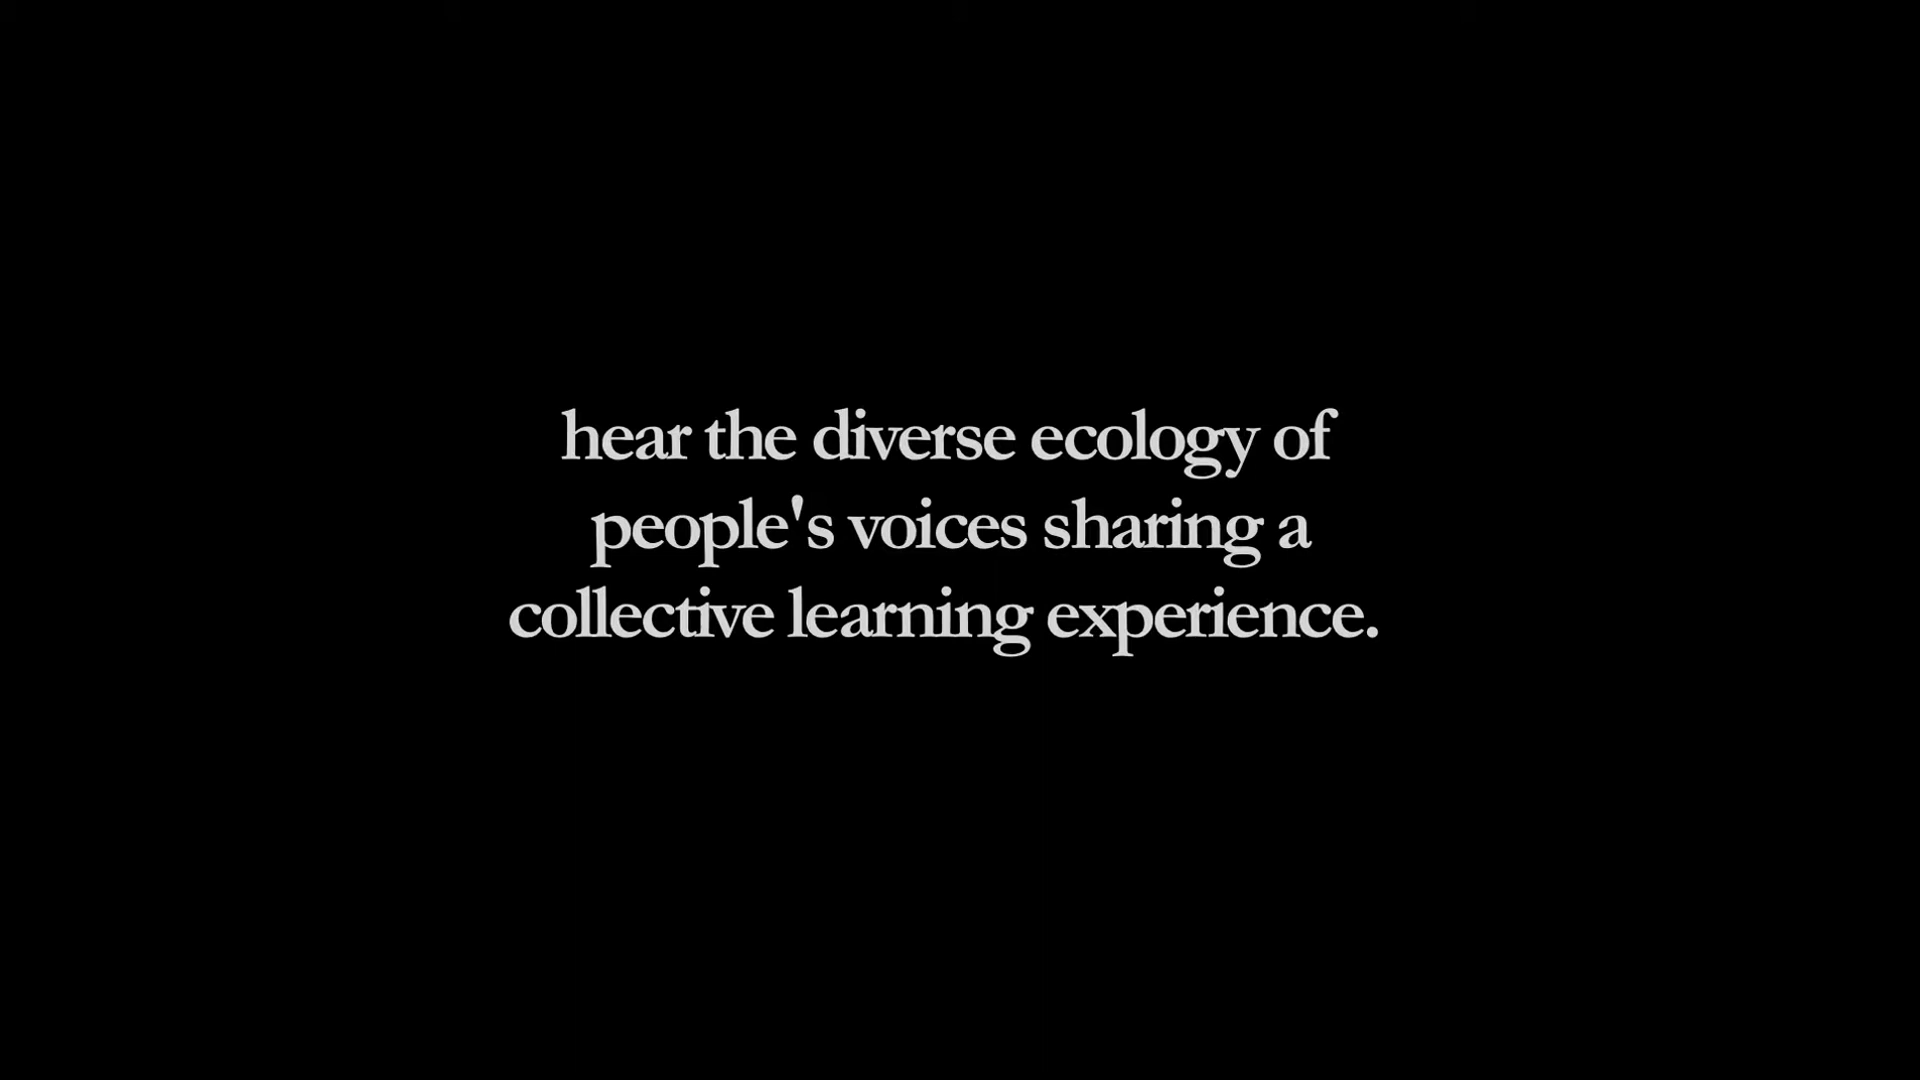 hear the diverse ecology of
people's voices sharing a
collective learning experience.